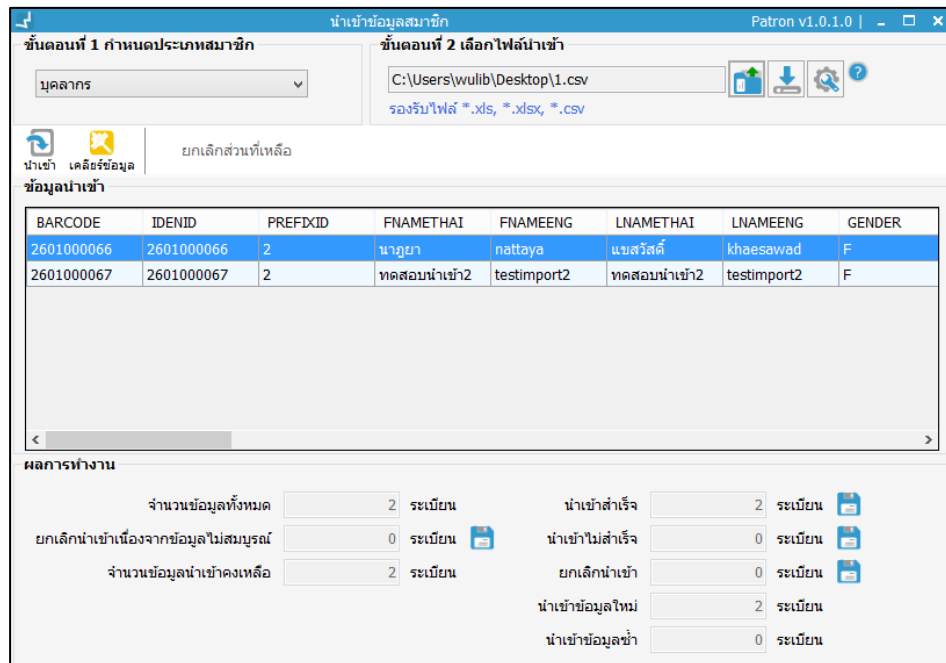 นำเข้าข้อมูลสมาชิก Patron v1.0.1.0 |
ขั้นตอนที่ 1 กำหนดประเภทสมาชิก
บุคลากร
ขั้นตอนที่ 2 เลือกไฟล์นำเข้า
C:\Users\wulib\Desktop\1.csv
รองรับไฟล์ *.xls, *.xlsx, *.csv
นำเข้า เคลียร์ข้อมูล ยกเลิกส่วนที่เหลือ
ข้อมูลนำเข้า
BARCODE IDENID PREFIXID FNAMETHAI FNAMEENG LNAMETHAI LNAMEENG GENDER
2601000066 2601000066 2 นาฏยา nattaya แขสวัสดิ์ khaesawad F
2601000067 2601000067 2 ทดสอบนำเข้า2 testimport2 ทดสอบนำเข้า2 testimport2 F
ผลการทำงาน
จำนวนข้อมูลทั้งหมด 2 ระเบียน นำเข้าสำเร็จ 2 ระเบียน
ยกเลิกนำเข้าเนื่องจากข้อมูลไม่สมบูรณ์ 0 ระเบียน นำเข้าไม่สำเร็จ 0 ระเบียน
จำนวนข้อมูลนำเข้าคงเหลือ 2 ระเบียน ยกเลิกนำเข้า 0 ระเบียน
นำเข้าข้อมูลใหม่ 2 ระเบียน
นำเข้าข้อมูลซ้ำ 0 ระเบียน